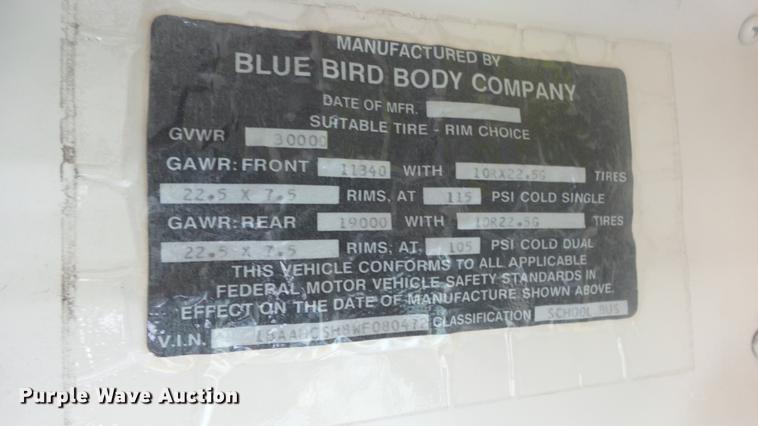 MANUFACTURED BY
BLUE BIRD BODY COMPANY
DATE OF MFR.
SUITABLE TIRE - RIM CHOICE
GVWR 30000
GAWR: FRONT 11340 WITH 10RX22.5G TIRES
22.5 X 7.5 RIMS, AT 115 PSI COLD SINGLE
GAWR: REAR 19000 WITH 10R22.5G TIRES
22.5 X 7.5 RIMS, AT 105 PSI COLD DUAL
THIS VEHICLE CONFORMS TO ALL APPLICABLE
FEDERAL MOTOR VEHICLE SAFETY STANDARDS IN
EFFECT ON THE DATE OF MANUFACTURE SHOWN ABOVE.
V.I.N. CLASSIFICATION SCHOOL BUS
Purple Wave Auction